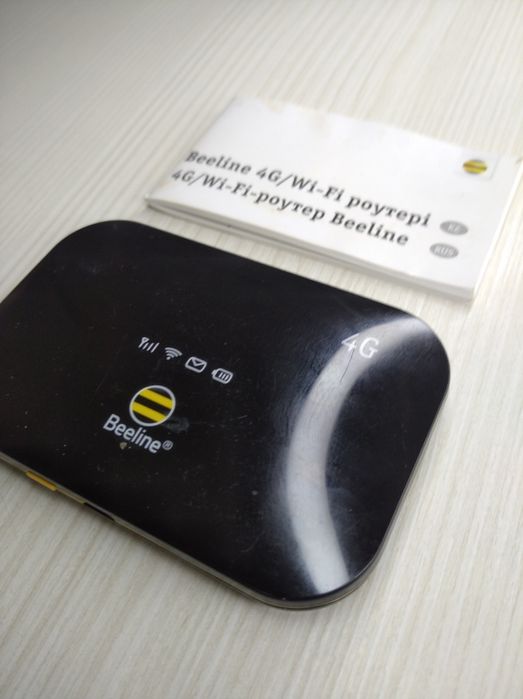 Beeline 4G/Wi-Fi роутері
KZ
4G/Wi-Fi-роутер Beeline
RUS
4G
Beeline®